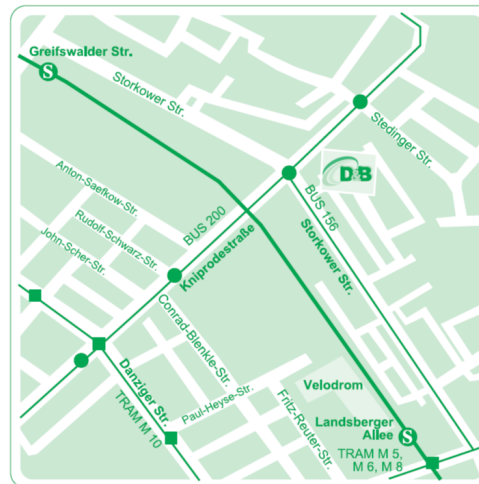 Greifswalder Str.
S
Storkower Str.
Stedinger Str.
D&B
Anton-Saefkow-Str.
BUS 200
BUS 156
Rudolf-Schwarz-Str.
Kniprodestraße
Storkower Str.
John-Scher-Str.
Conrad-Blenkle-Str.
Danziger Str.
TRAM M 10
Paul-Heyse-Str.
Fritz-Reuter-Str.
Velodrom
Landsberger
Allee
S
TRAM M 5,
M 6, M 8